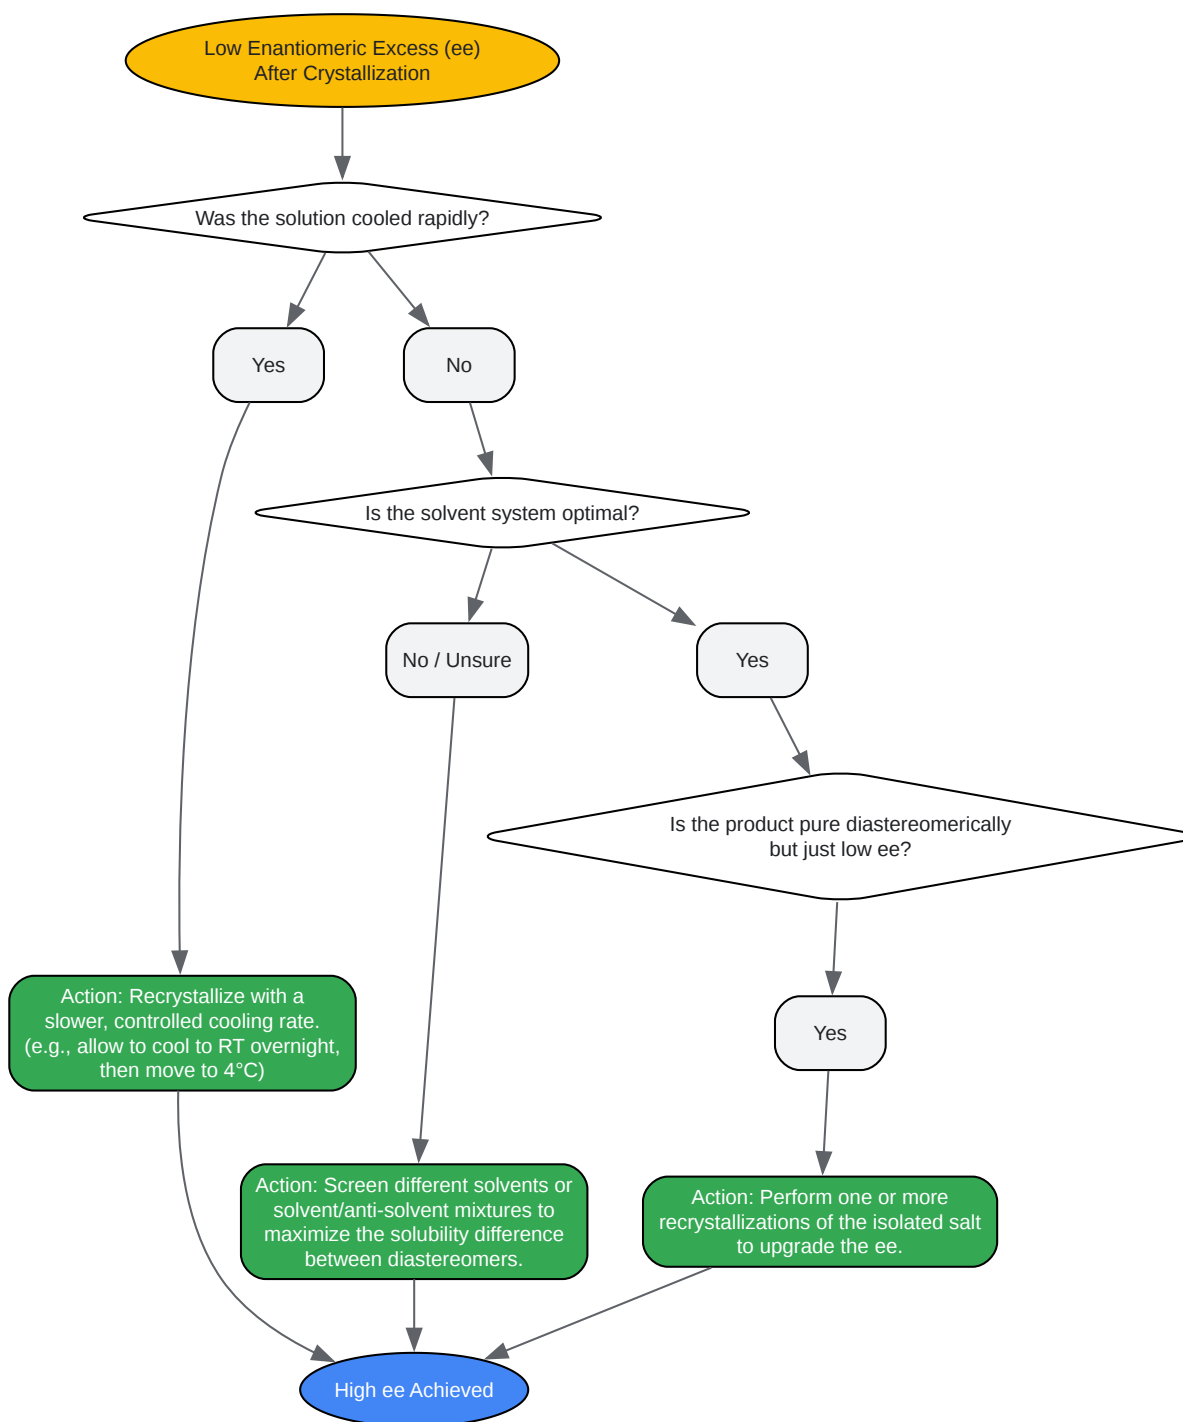 Low Enantiomeric Excess (ee)
After Crystallization
Was the solution cooled rapidly?
Yes
No
Is the solvent system optimal?
No / Unsure
Yes
Is the product pure diastereomerically
but just low ee?
Action: Recrystallize with a
slower, controlled cooling rate.
(e.g., allow to cool to RT overnight,
then move to 4°C)
Yes
Action: Screen different solvents or
solvent/anti-solvent mixtures to
maximize the solubility difference
between diastereomers.
Action: Perform one or more
recrystallizations of the isolated salt
to upgrade the ee.
High ee Achieved